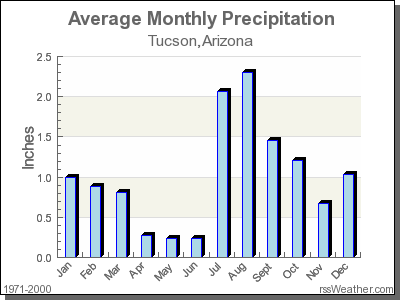 Average Monthly Precipitation
Tucson,Arizona
Inches
2.5
2.0
1.5
1.0
0.5
0.0
Jan Feb Mar Apr May Jun Jul Aug Sept Oct Nov Dec
1971-2000
rssWeather.com